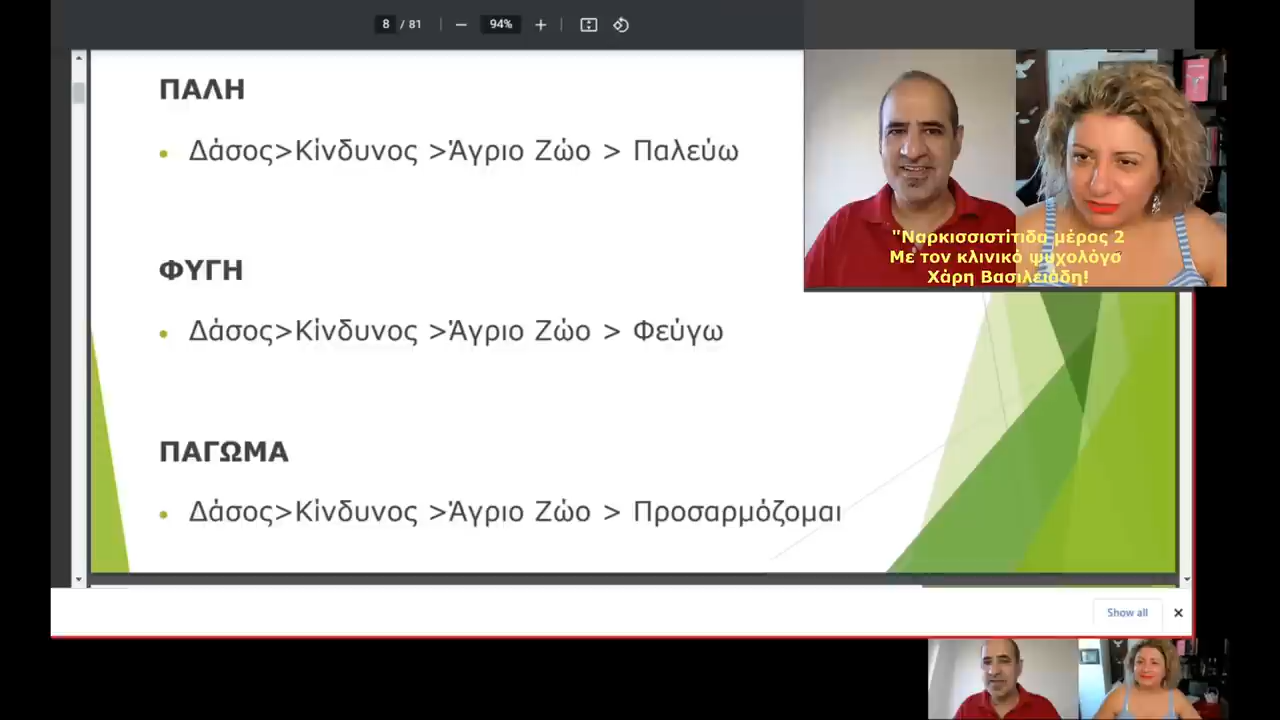 8 / 81
94%
ΠΑΛΗ
Δάσος>Κίνδυνος >Άγριο Ζώο > Παλεύω
ΦΥΓΗ
Δάσος>Κίνδυνος >Άγριο Ζώο > Φεύγω
ΠΑΓΩΜΑ
Δάσος>Κίνδυνος >Άγριο Ζώο > Προσαρμόζομαι
"Ναρκισσιστίτιδα μέρος 2
Με τον κλινικό ψυχολόγο
Χάρη Βασιλειάδη!
Show all